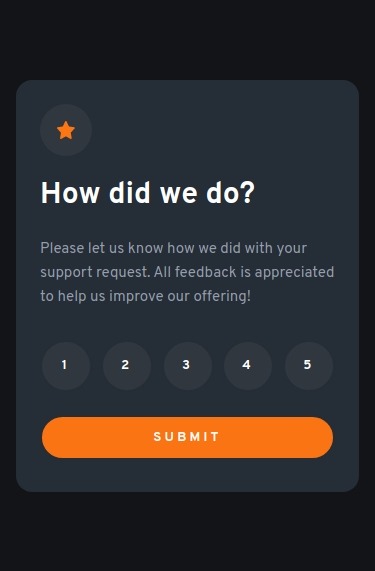 How did we do?
Please let us know how we did with your
support request. All feedback is appreciated
to help us improve our offering!
1 2 3 4 5
SUBMIT